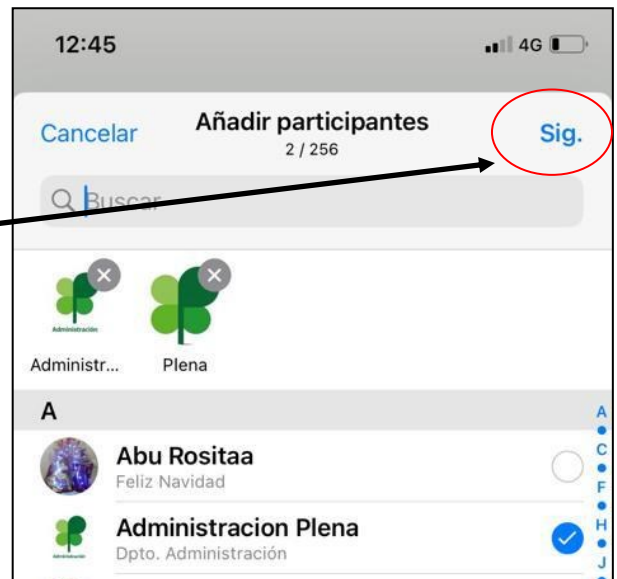 12:45
4G
Cancelar
Añadir participantes
Sig.
2 / 256
Buscar
Administración
Administr...
Plena
A
A
Abu Rositaa
C
Feliz Navidad
F
Administracion Plena
H
Dpto. Administración
J